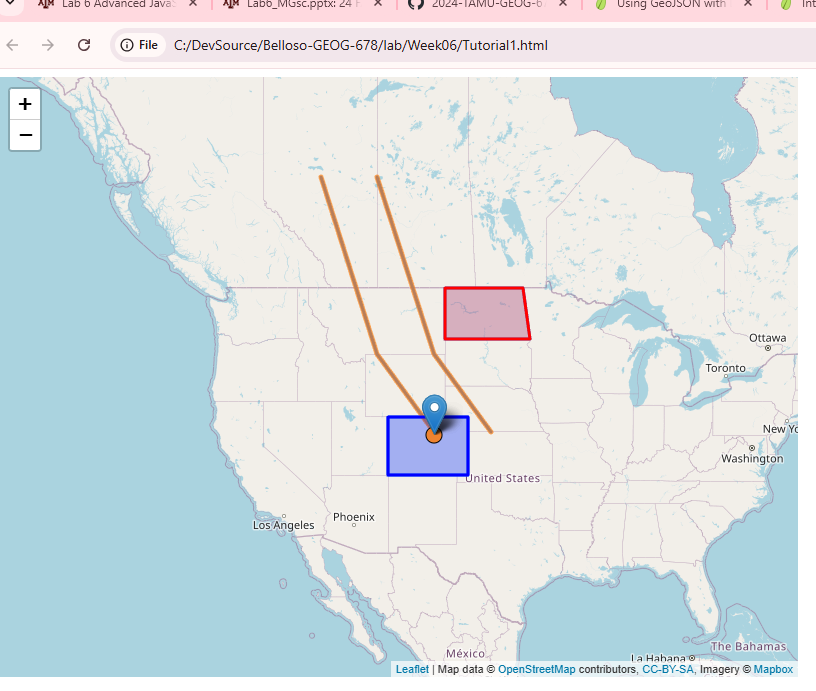 Lab 6 Advanced Java
Lab6_MGsc.pptx: 24
2024-TAMU-GEOG-6
Using GeoJSON with
Int
File
C:/DevSource/Belloso-GEOG-678/lab/Week06/Tutorial1.html
+
−
Ottawa
Toronto
New Yo
Washington
United States
Los Angeles
Phoenix
México
La Habana
The Bahamas
Leaflet | Map data © OpenStreetMap contributors, CC-BY-SA, Imagery © Mapbox